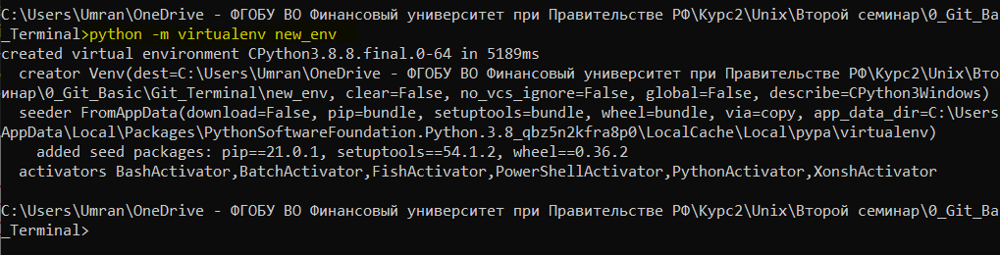 C:\Users\Umran\OneDrive - ФГОБУ ВО Финансовый университет при Правительстве РФ\Курс2\Unix\Второй семинар\0_Git_Ba
_Terminal>python -m virtualenv new_env
created virtual environment CPython3.8.8.final.0-64 in 5189ms
  creator Venv(dest=C:\Users\Umran\OneDrive - ФГОБУ ВО Финансовый университет при Правительстве РФ\Курс2\Unix\Вто
инар\0_Git_Basic\Git_Terminal\new_env, clear=False, no_vcs_ignore=False, global=False, describe=CPython3Windows)
  seeder FromAppData(download=False, pip=bundle, setuptools=bundle, wheel=bundle, via=copy, app_data_dir=C:\Users
AppData\Local\Packages\PythonSoftwareFoundation.Python.3.8_qbz5n2kfra8p0\LocalCache\Local\pypa\virtualenv)
    added seed packages: pip==21.0.1, setuptools==54.1.2, wheel==0.36.2
  activators BashActivator,BatchActivator,FishActivator,PowerShellActivator,PythonActivator,XonshActivator
C:\Users\Umran\OneDrive - ФГОБУ ВО Финансовый университет при Правительстве РФ\Курс2\Unix\Второй семинар\0_Git_Ba
_Terminal>